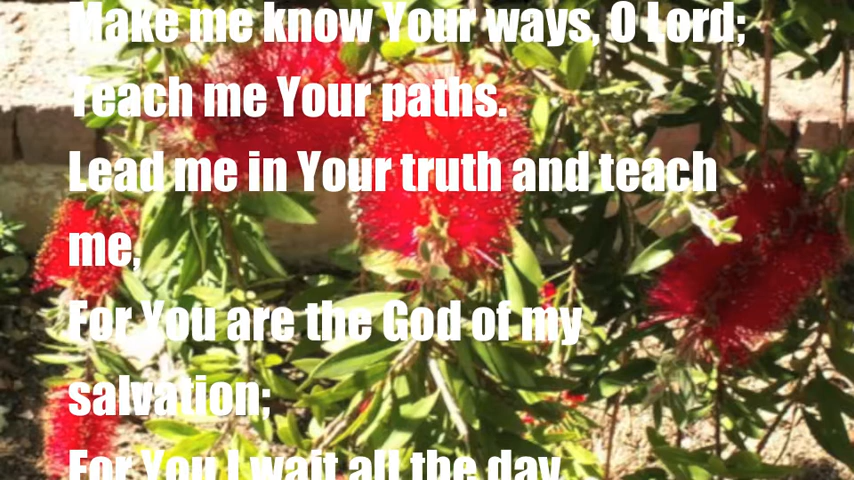 Make me know Your ways, O Lord;
Teach me Your paths.
Lead me in Your truth and teach
me,
For You are the God of my
salvation;
For You I wait all the day.